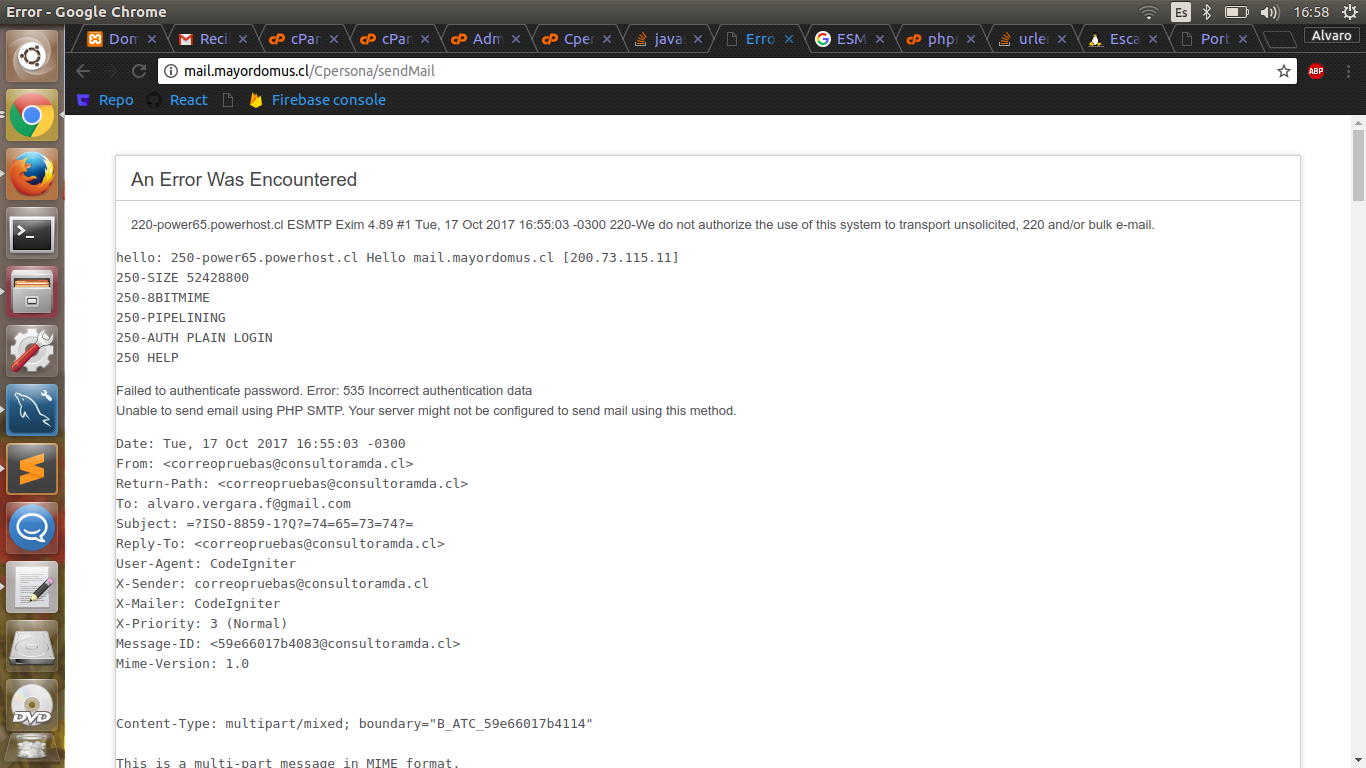 Error - Google Chrome
Es
16:58
Dom
Reci
cPar
cPar
Adm
Cper
java
Erro
ESM
php
urle
Esca
Port
Alvaro
mail.mayordomus.cl/Cpersona/sendMail
ABP
Repo
React
Firebase console
An Error Was Encountered
220-power65.powerhost.cl ESMTP Exim 4.89 #1 Tue, 17 Oct 2017 16:55:03 -0300 220-We do not authorize the use of this system to transport unsolicited, 220 and/or bulk e-mail.
hello: 250-power65.powerhost.cl Hello mail.mayordomus.cl [200.73.115.11]
250-SIZE 52428800
250-8BITMIME
250-PIPELINING
250-AUTH PLAIN LOGIN
250 HELP
Failed to authenticate password. Error: 535 Incorrect authentication data
Unable to send email using PHP SMTP. Your server might not be configured to send mail using this method.
Date: Tue, 17 Oct 2017 16:55:03 -0300
From: <correopruebas@consultoramda.cl>
Return-Path: <correopruebas@consultoramda.cl>
To: alvaro.vergara.f@gmail.com
Subject: =?ISO-8859-1?Q?=74=65=73=74?=
Reply-To: <correopruebas@consultoramda.cl>
User-Agent: CodeIgniter
X-Sender: correopruebas@consultoramda.cl
X-Mailer: CodeIgniter
X-Priority: 3 (Normal)
Message-ID: <59e66017b4083@consultoramda.cl>
Mime-Version: 1.0
Content-Type: multipart/mixed; boundary="B_ATC_59e66017b4114"
This is a multi-part message in MIME format.
DVD